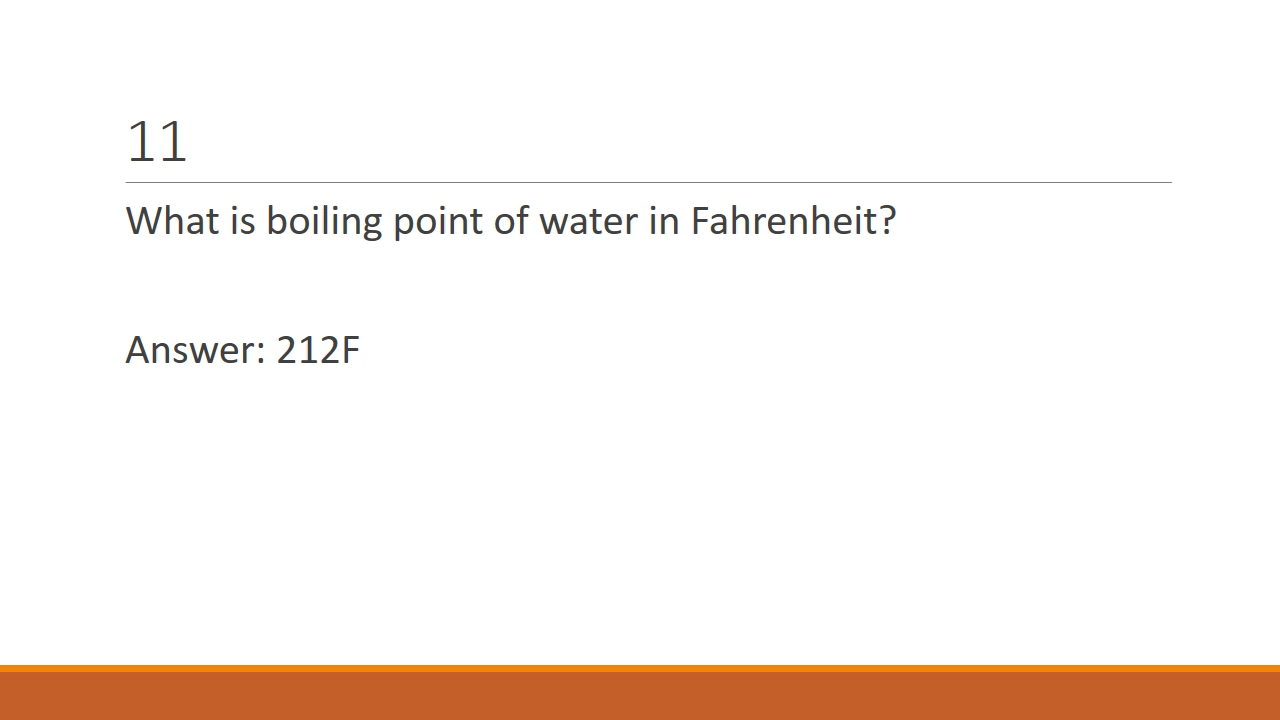 11
What is boiling point of water in Fahrenheit?
Answer: 212F